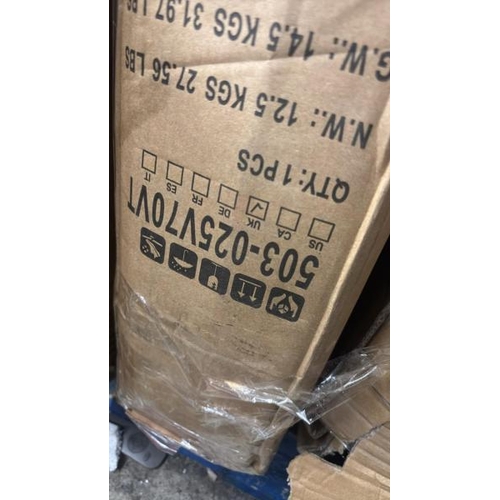 503-025V70VT
US CA UK DE FR ES IT
QTY: 1 PCS
N.W.: 12.5 KGS 27.56 LBS
G.W.: 14.5 KGS 31.97 LBS